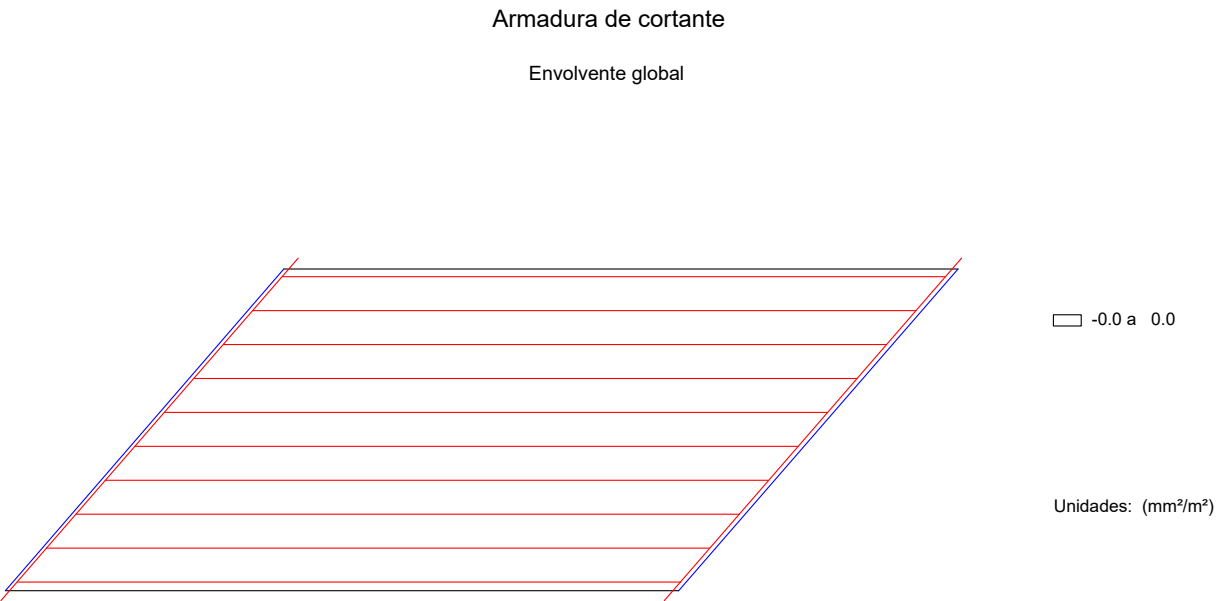 Armadura de cortante
Envolvente global
-0.0 a 0.0
Unidades: (mm²/m²)